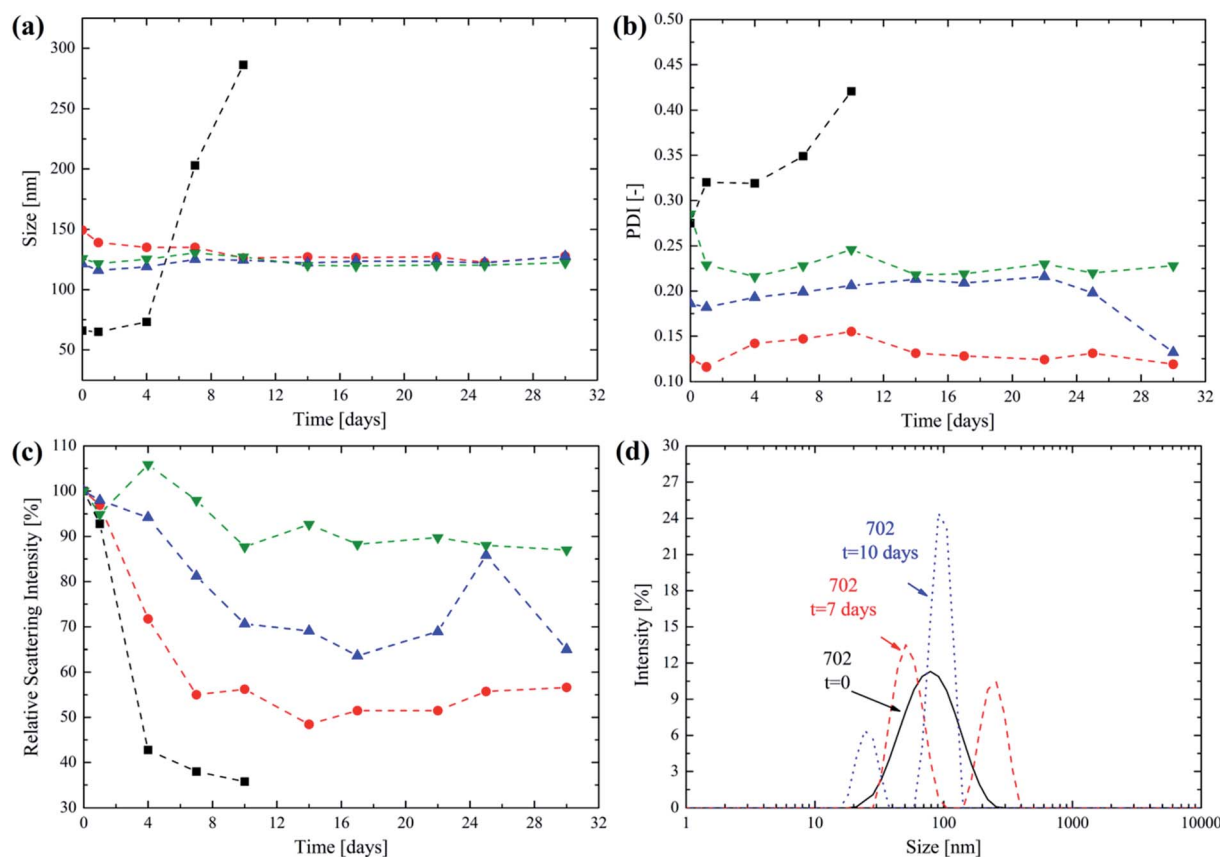 (a)
300
250
200
150
100
50
Size [nm]
0 4 8 12 16 20 24 28 32
Time [days]
(b)
0.50
0.45
0.40
0.35
0.30
0.25
0.20
0.15
0.10
PDI [-]
0 4 8 12 16 20 24 28 32
Time [days]
(c)
110
100
90
80
70
60
50
40
30
Relative Scattering Intensity [%]
0 4 8 12 16 20 24 28 32
Time [days]
(d)
30
27
24
21
18
15
12
9
6
3
0
Intensity [%]
702
t=10 days
702
t=7 days
702
t=0
1 10 100 1000 10000
Size [nm]